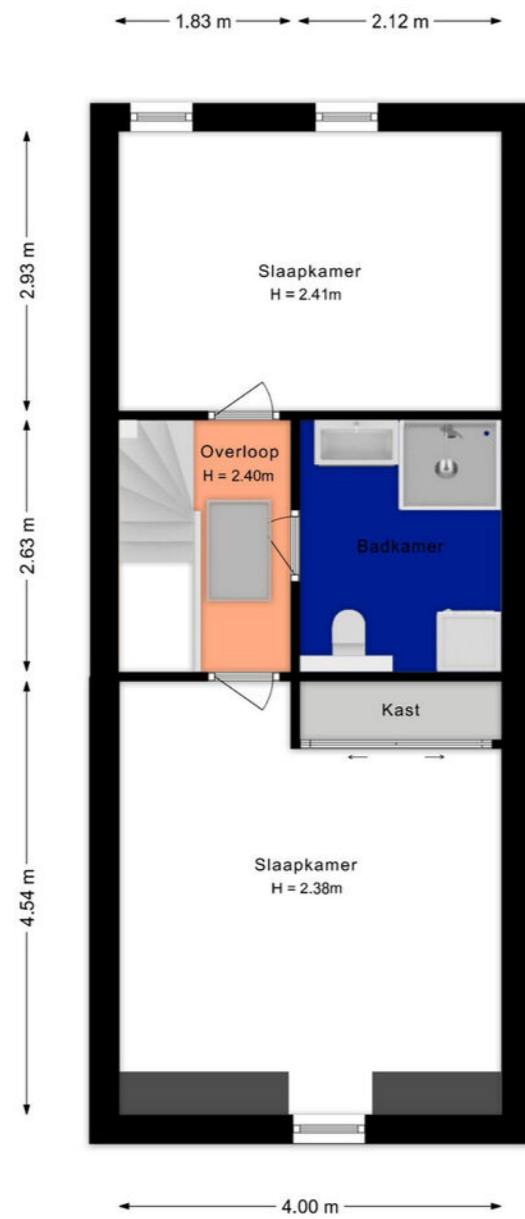 1.83 m
2.12 m
2.93 m
Slaapkamer
H = 2.41m
2.63 m
Overloop
H = 2.40m
Badkamer
Kast
4.54 m
Slaapkamer
H = 2.38m
4.00 m